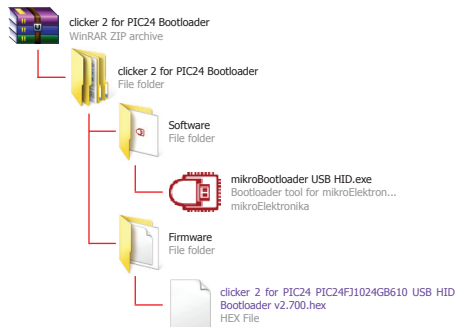 clicker 2 for PIC24 Bootloader
WinRAR ZIP archive
clicker 2 for PIC24 Bootloader
File folder
Software
File folder
mikroBootloader USB HID.exe
Bootloader tool for mikroElektron...
mikroElektronika
Firmware
File folder
clicker 2 for PIC24 PIC24FJ1024GB610 USB HID
Bootloader v2.700.hex
HEX File